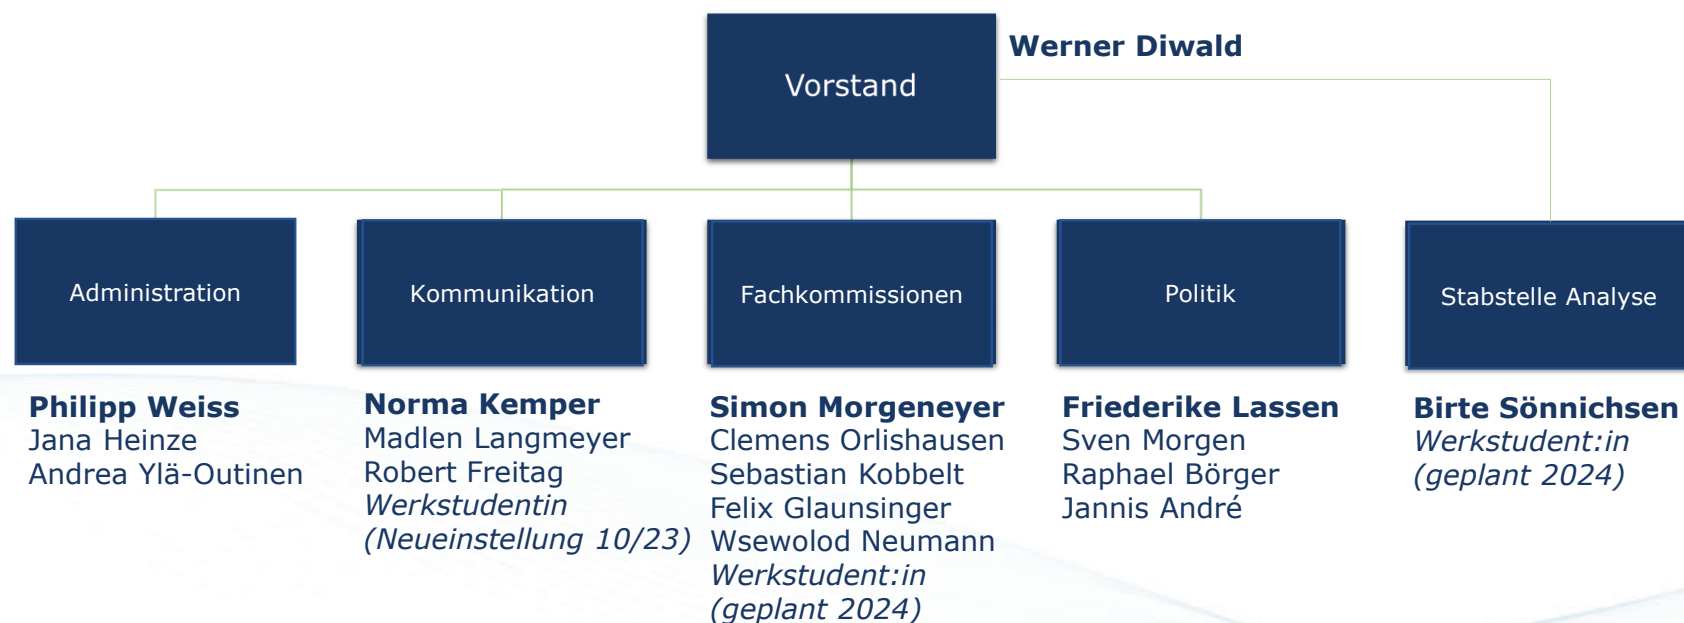 Vorstand
Werner Diwald
Administration
Kommunikation
Fachkommissionen
Politik
Stabstelle Analyse
Philipp Weiss
Jana Heinze
Andrea Ylä-Outinen
Norma Kemper
Madlen Langmeyer
Robert Freitag
Werkstudentin
(Neueinstellung 10/23)
Simon Morgeneyer
Clemens Orlishausen
Sebastian Kobbelt
Felix Glaunsinger
Wsewolod Neumann
Werkstudent:in
(geplant 2024)
Friederike Lassen
Sven Morgen
Raphael Börger
Jannis André
Birte Sönnichsen
Werkstudent:in
(geplant 2024)